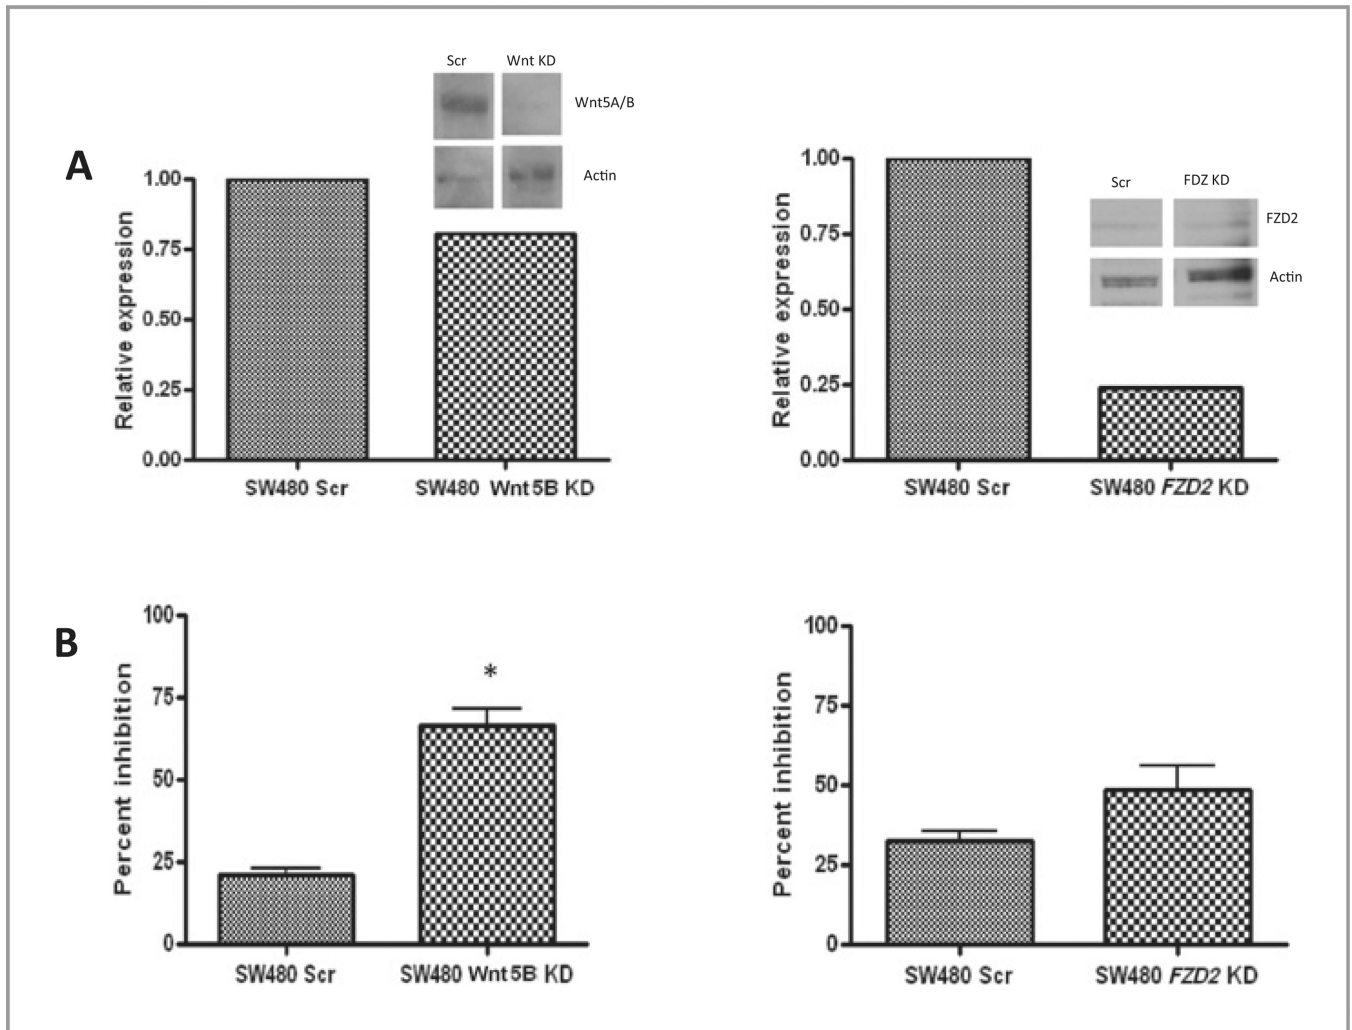 A
Scr
Wnt KD
Wnt5A/B
Actin
Relative expression
1.00
0.75
0.50
0.25
0.00
SW480 Scr
SW480 Wnt5B KD
Scr
FDZ KD
FZD2
Actin
Relative expression
1.00
0.75
0.50
0.25
0.00
SW480 Scr
SW480 FZD2 KD
B
Percent inhibition
100
75
50
25
0
*
SW480 Scr
SW480 Wnt5B KD
Percent inhibition
100
75
50
25
0
SW480 Scr
SW480 FZD2 KD